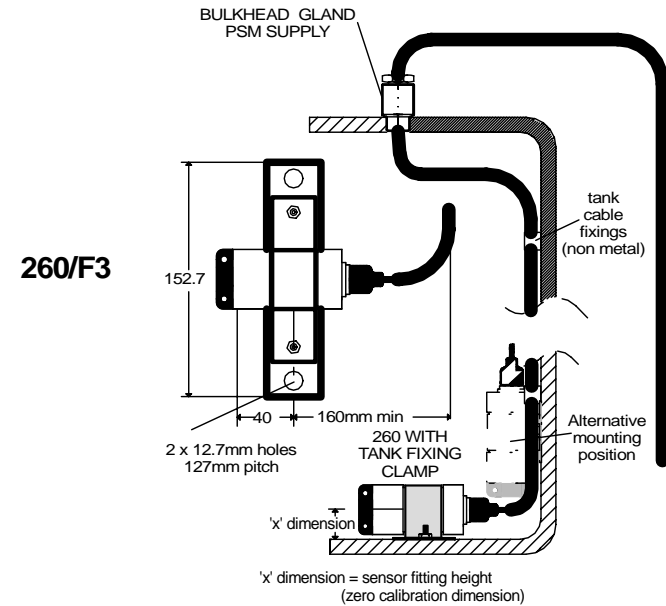 BULKHEAD GLAND
PSM SUPPLY
tank
cable
fixings
(non metal)
260/F3
152.7
40
160mm min
2 x 12.7mm holes
127mm pitch
260 WITH
TANK FIXING
CLAMP
Alternative
mounting
position
'x' dimension
'x' dimension = sensor fitting height
(zero calibration dimension)